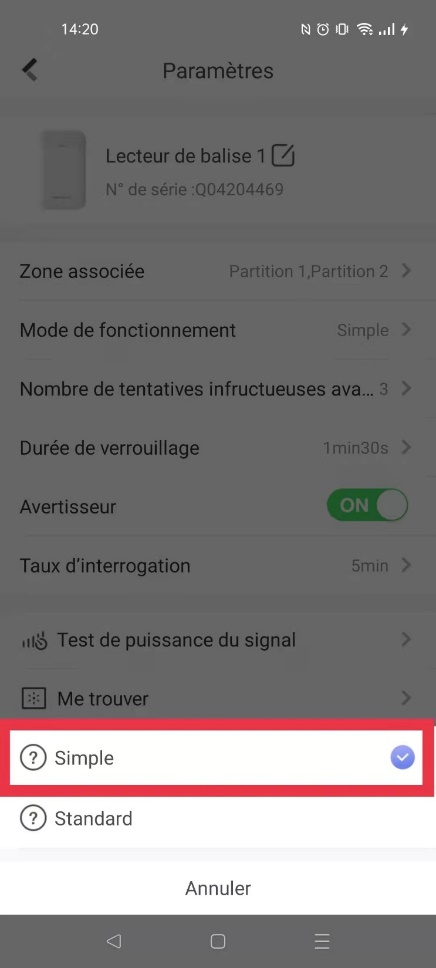 14:20
Paramètres
Lecteur de balise 1
N° de série :Q04204469
Zone associée Partition 1,Partition 2
Mode de fonctionnement Simple
Nombre de tentatives infructueuses ava... 3
Durée de verrouillage 1min30s
Avertisseur ON
Taux d'interrogation 5min
Test de puissance du signal
Me trouver
? Simple
? Standard
Annuler